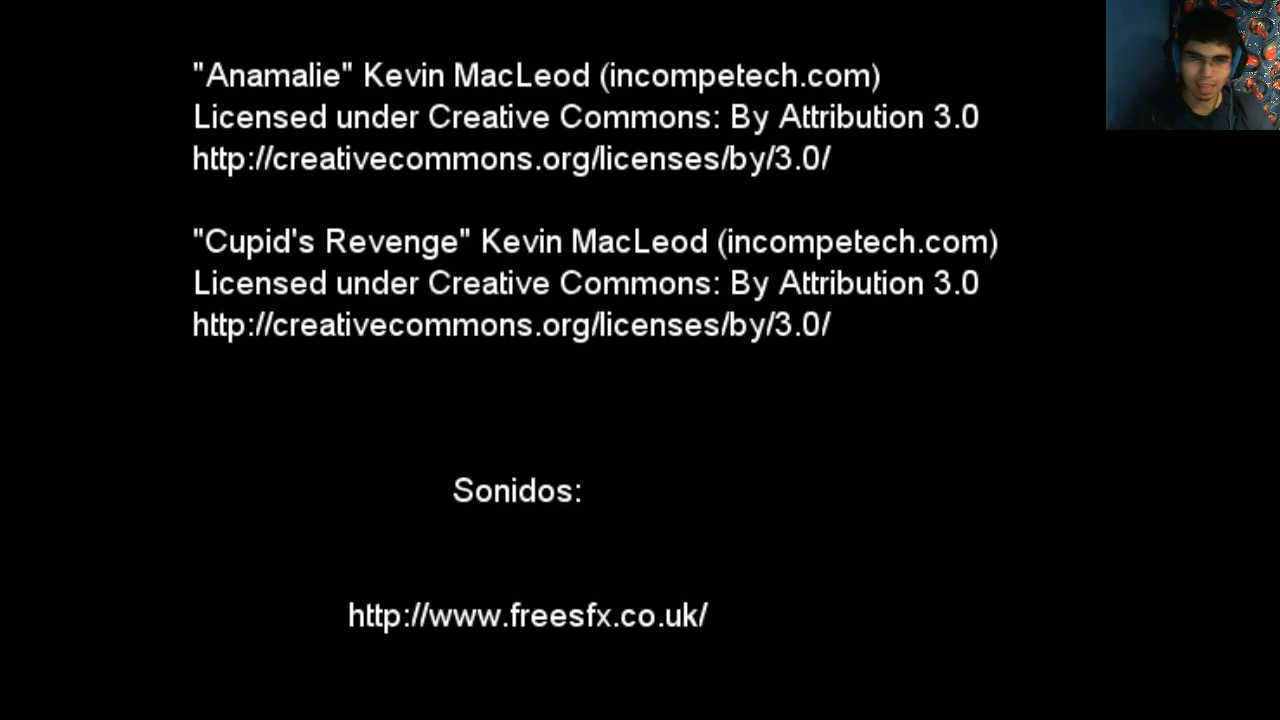 "Anamalie" Kevin MacLeod (incompetech.com)
Licensed under Creative Commons: By Attribution 3.0
http://creativecommons.org/licenses/by/3.0/
"Cupid's Revenge" Kevin MacLeod (incompetech.com)
Licensed under Creative Commons: By Attribution 3.0
http://creativecommons.org/licenses/by/3.0/
Sonidos:
http://www.freesfx.co.uk/